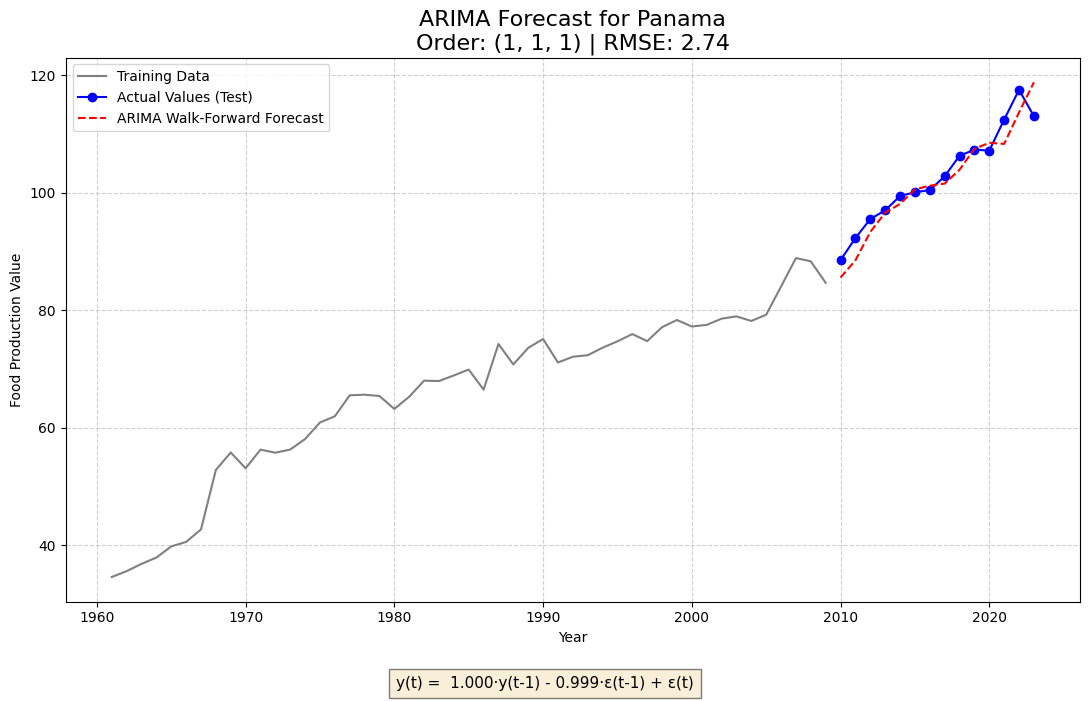 ARIMA Forecast for Panama
Order: (1, 1, 1) | RMSE: 2.74
Training Data
Actual Values (Test)
ARIMA Walk-Forward Forecast
Food Production Value
120
100
80
60
40
1960
1970
1980
1990
2000
2010
2020
Year
y(t) =  1.000·y(t-1) - 0.999·ε(t-1) + ε(t)